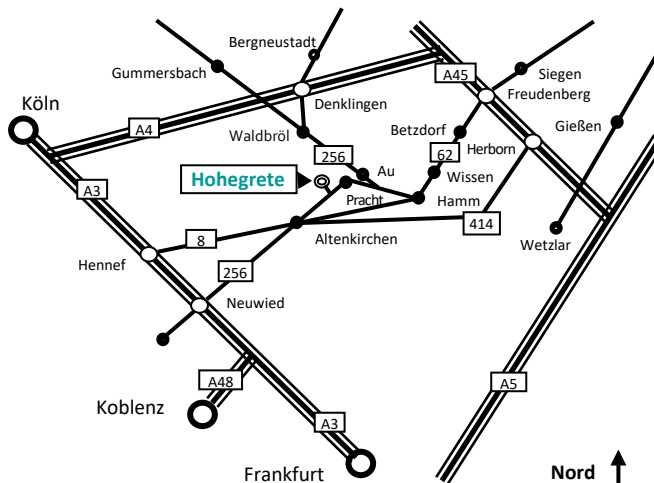 Bergneustadt
Gummersbach
A45
Siegen
Freudenberg
Köln
Denklingen
Gießen
A4
Waldbröl
Betzdorf
256
62
Herborn
Au
Wissen
A3
Hohegrete
Pracht
Hamm
414
Altenkirchen
Wetzlar
8
Hennef
256
Neuwied
A48
A5
Koblenz
A3
Frankfurt
Nord